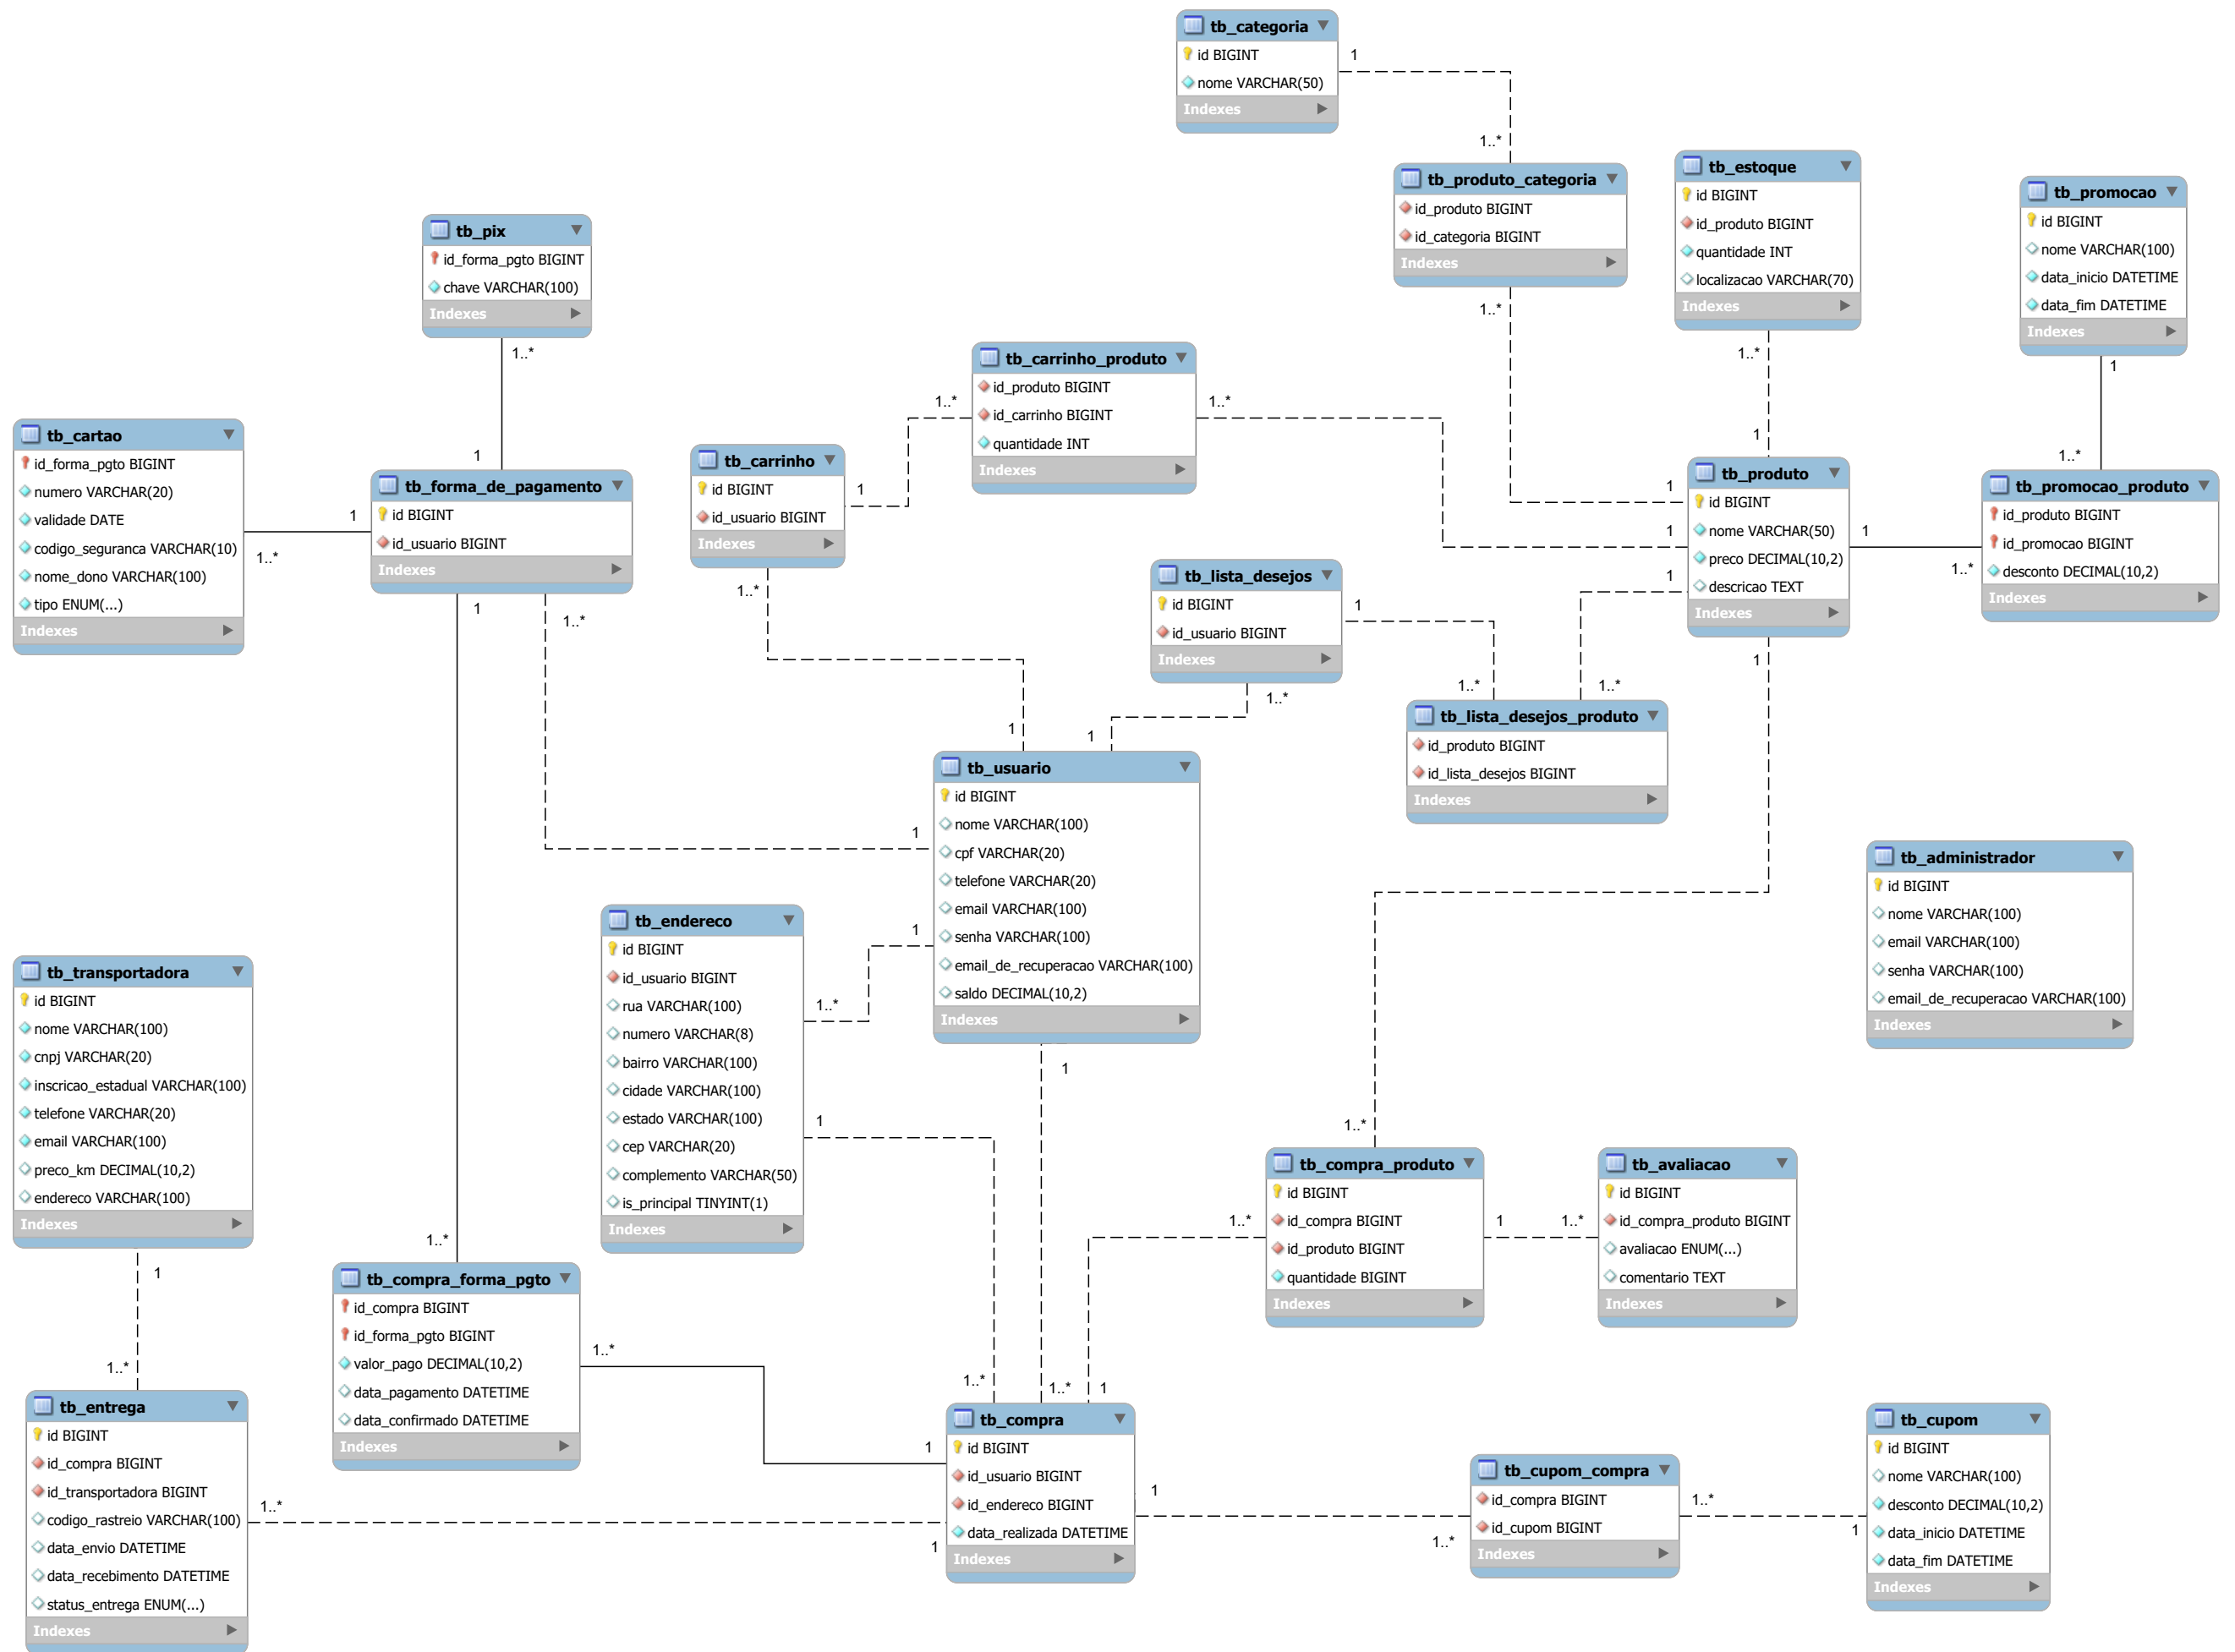 tb_categoria
id BIGINT
nome VARCHAR(50)
Indexes
1
1..*
tb_produto_categoria
id_produto BIGINT
id_categoria BIGINT
Indexes
1..*
1
tb_estoque
id BIGINT
id_produto BIGINT
quantidade INT
localizacao VARCHAR(70)
Indexes
1..*
1
tb_promocao
id BIGINT
nome VARCHAR(100)
data_inicio DATETIME
data_fim DATETIME
Indexes
1
1..*
tb_pix
id_forma_pgto BIGINT
chave VARCHAR(100)
Indexes
1..*
1
tb_carrinho_produto
id_produto BIGINT
id_carrinho BIGINT
quantidade INT
Indexes
1..*
1..*
1
1
tb_cartao
id_forma_pgto BIGINT
numero VARCHAR(20)
validade DATE
codigo_seguranca VARCHAR(10)
nome_dono VARCHAR(100)
tipo ENUM(...)
Indexes
1..*
1
tb_forma_de_pagamento
id BIGINT
id_usuario BIGINT
Indexes
1
1..*
tb_carrinho
id BIGINT
id_usuario BIGINT
Indexes
1..*
1
tb_produto
id BIGINT
nome VARCHAR(50)
preco DECIMAL(10,2)
descricao TEXT
Indexes
1
1
1
1..*
tb_promocao_produto
id_produto BIGINT
id_promocao BIGINT
desconto DECIMAL(10,2)
Indexes
tb_lista_desejos
id BIGINT
id_usuario BIGINT
Indexes
1
1..*
1..*
1..*
1
tb_lista_desejos_produto
id_produto BIGINT
id_lista_desejos BIGINT
Indexes
tb_usuario
id BIGINT
nome VARCHAR(100)
cpf VARCHAR(20)
telefone VARCHAR(20)
email VARCHAR(100)
senha VARCHAR(100)
email_de_recuperacao VARCHAR(100)
saldo DECIMAL(10,2)
Indexes
1
1
1
tb_administrador
id BIGINT
nome VARCHAR(100)
email VARCHAR(100)
senha VARCHAR(100)
email_de_recuperacao VARCHAR(100)
Indexes
tb_endereco
id BIGINT
id_usuario BIGINT
rua VARCHAR(100)
numero VARCHAR(8)
bairro VARCHAR(100)
cidade VARCHAR(100)
estado VARCHAR(100)
cep VARCHAR(20)
complemento VARCHAR(50)
is_principal TINYINT(1)
Indexes
1..*
1
tb_transportadora
id BIGINT
nome VARCHAR(100)
cnpj VARCHAR(20)
inscricao_estadual VARCHAR(100)
telefone VARCHAR(20)
email VARCHAR(100)
preco_km DECIMAL(10,2)
endereco VARCHAR(100)
Indexes
1
1..*
1..*
tb_compra_produto
id BIGINT
id_compra BIGINT
id_produto BIGINT
quantidade BIGINT
Indexes
1..*
1..*
1
1..*
tb_avaliacao
id BIGINT
id_compra_produto BIGINT
avaliacao ENUM(...)
comentario TEXT
Indexes
tb_compra_forma_pgto
id_compra BIGINT
id_forma_pgto BIGINT
valor_pago DECIMAL(10,2)
data_pagamento DATETIME
data_confirmado DATETIME
Indexes
1..*
1
1..*
1..*
1
tb_entrega
id BIGINT
id_compra BIGINT
id_transportadora BIGINT
codigo_rastreio VARCHAR(100)
data_envio DATETIME
data_recebimento DATETIME
status_entrega ENUM(...)
Indexes
1..*
1
tb_compra
id BIGINT
id_usuario BIGINT
id_endereco BIGINT
data_realizada DATETIME
Indexes
1
1..*
tb_cupom_compra
id_compra BIGINT
id_cupom BIGINT
Indexes
1..*
1
tb_cupom
id BIGINT
nome VARCHAR(100)
desconto DECIMAL(10,2)
data_inicio DATETIME
data_fim DATETIME
Indexes